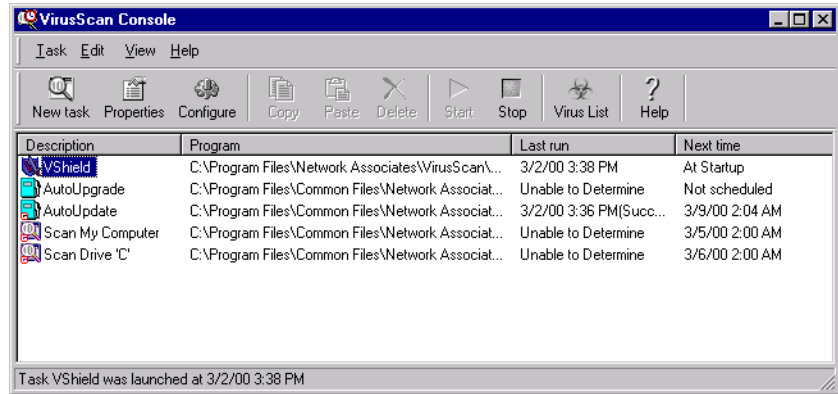 VirusScan Console
Task Edit View Help
New task Properties Configure Copy Paste Delete Start Stop Virus List Help
Description Program Last run Next time
VShield C:\Program Files\Network Associates\VirusScan\... 3/2/00 3:38 PM At Startup
AutoUpgrade C:\Program Files\Common Files\Network Associat... Unable to Determine Not scheduled
AutoUpdate C:\Program Files\Common Files\Network Associat... 3/2/00 3:36 PM(Succ... 3/9/00 2:04 AM
Scan My Computer C:\Program Files\Common Files\Network Associat... Unable to Determine 3/5/00 2:00 AM
Scan Drive 'C' C:\Program Files\Common Files\Network Associat... Unable to Determine 3/6/00 2:00 AM
Task VShield was launched at 3/2/00 3:38 PM